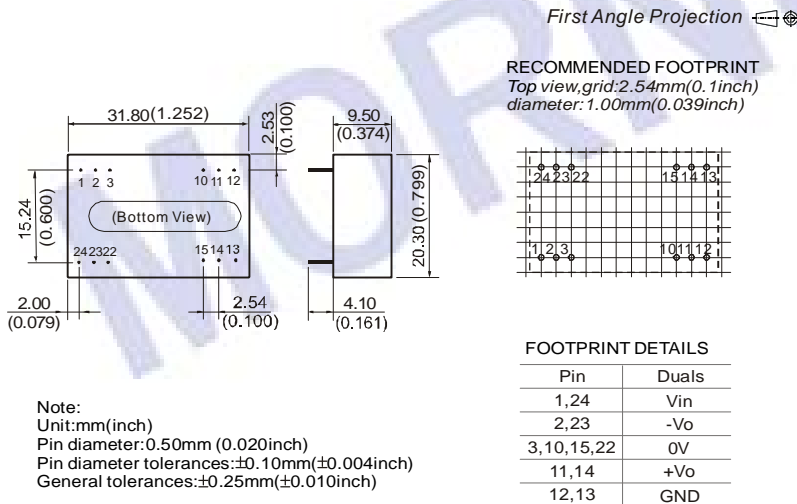 First Angle Projection
RECOMMENDED FOOTPRINT
Top view,grid:2.54mm(0.1inch)
diameter:1.00mm(0.039inch)
31.80(1.252)
2.53
(0.100)
9.50
(0.374)
1 2 3
10 11 12
(Bottom View)
15.24
(0.600)
24 23 22
15 14 13
20.30(0.799)
2.00
(0.079)
2.54
(0.100)
4.10
(0.161)
24 23 22
15 14 13
1 2 3
10 11 12
FOOTPRINT DETAILS
Pin Duals
1,24 Vin
2,23 -Vo
3,10,15,22 0V
11,14 +Vo
12,13 GND
Note:
Unit:mm(inch)
Pin diameter:0.50mm (0.020inch)
Pin diameter tolerances:±0.10mm(±0.004inch)
General tolerances:±0.25mm(±0.010inch)
MORN